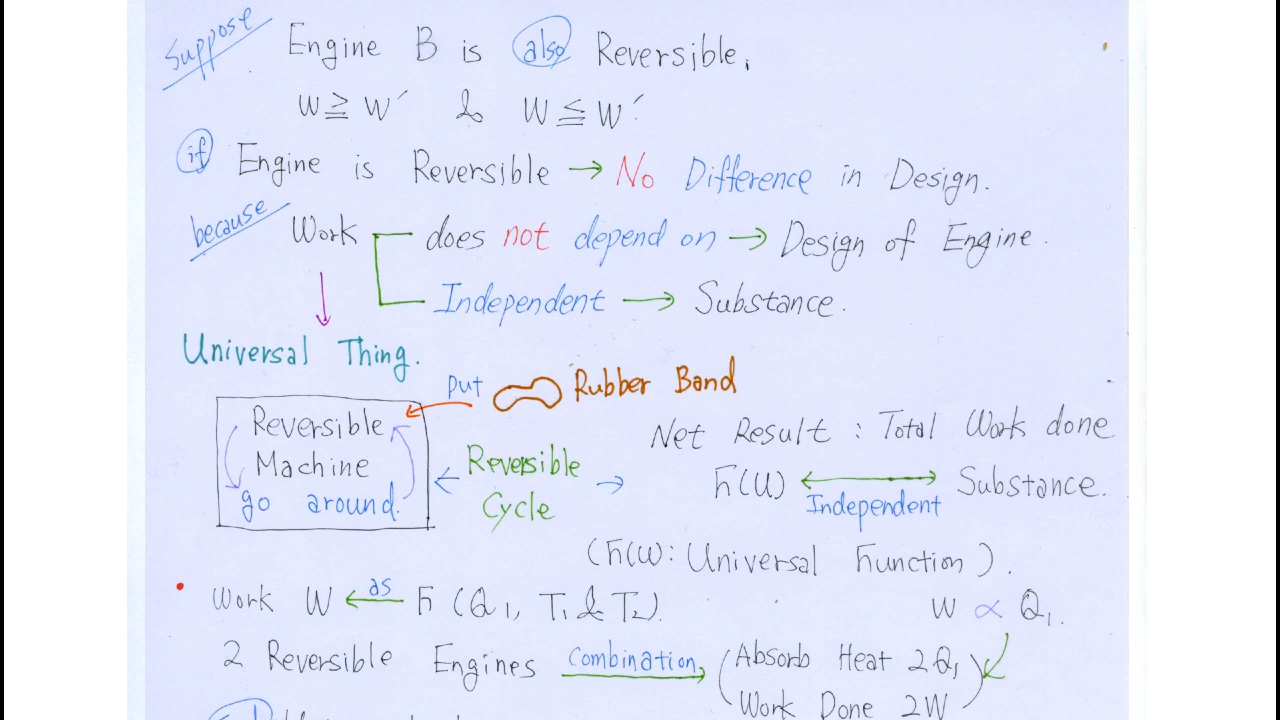 Suppose Engine B is also Reversible.
W ≧ W′ & W ≦ W′.
if Engine is Reversible → No Difference in Design.
because Work does not depend on → Design of Engine.
Independent → Substance.
Universal Thing.
put Rubber Band
Reversible
Machine
go around.
← Reversible →
Cycle
Net Result : Total Work done
F(U) ⟷ Substance.
Independent
(F(W: Universal Function).
• Work W ← as F (Q₁, T₁ & T₂).
W ∝ Q₁.
2 Reversible Engines Combination → (Absorb Heat 2Q₁)
Work Done 2W